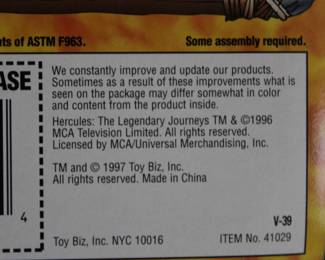 nts of ASTM F963.
Some assembly required.
ASE
We constantly improve and update our products.
Sometimes as a result of these improvements what is
seen on the package may differ somewhat in color
and content from the product inside.
Hercules: The Legendary Journeys TM & ©1996
MCA Television Limited. All rights reserved.
Licensed by MCA/Universal Merchandising, Inc.
TM and © 1997 Toy Biz, Inc.
All rights reserved. Made in China
4
V-39
Toy Biz, Inc. NYC 10016
ITEM No. 41029